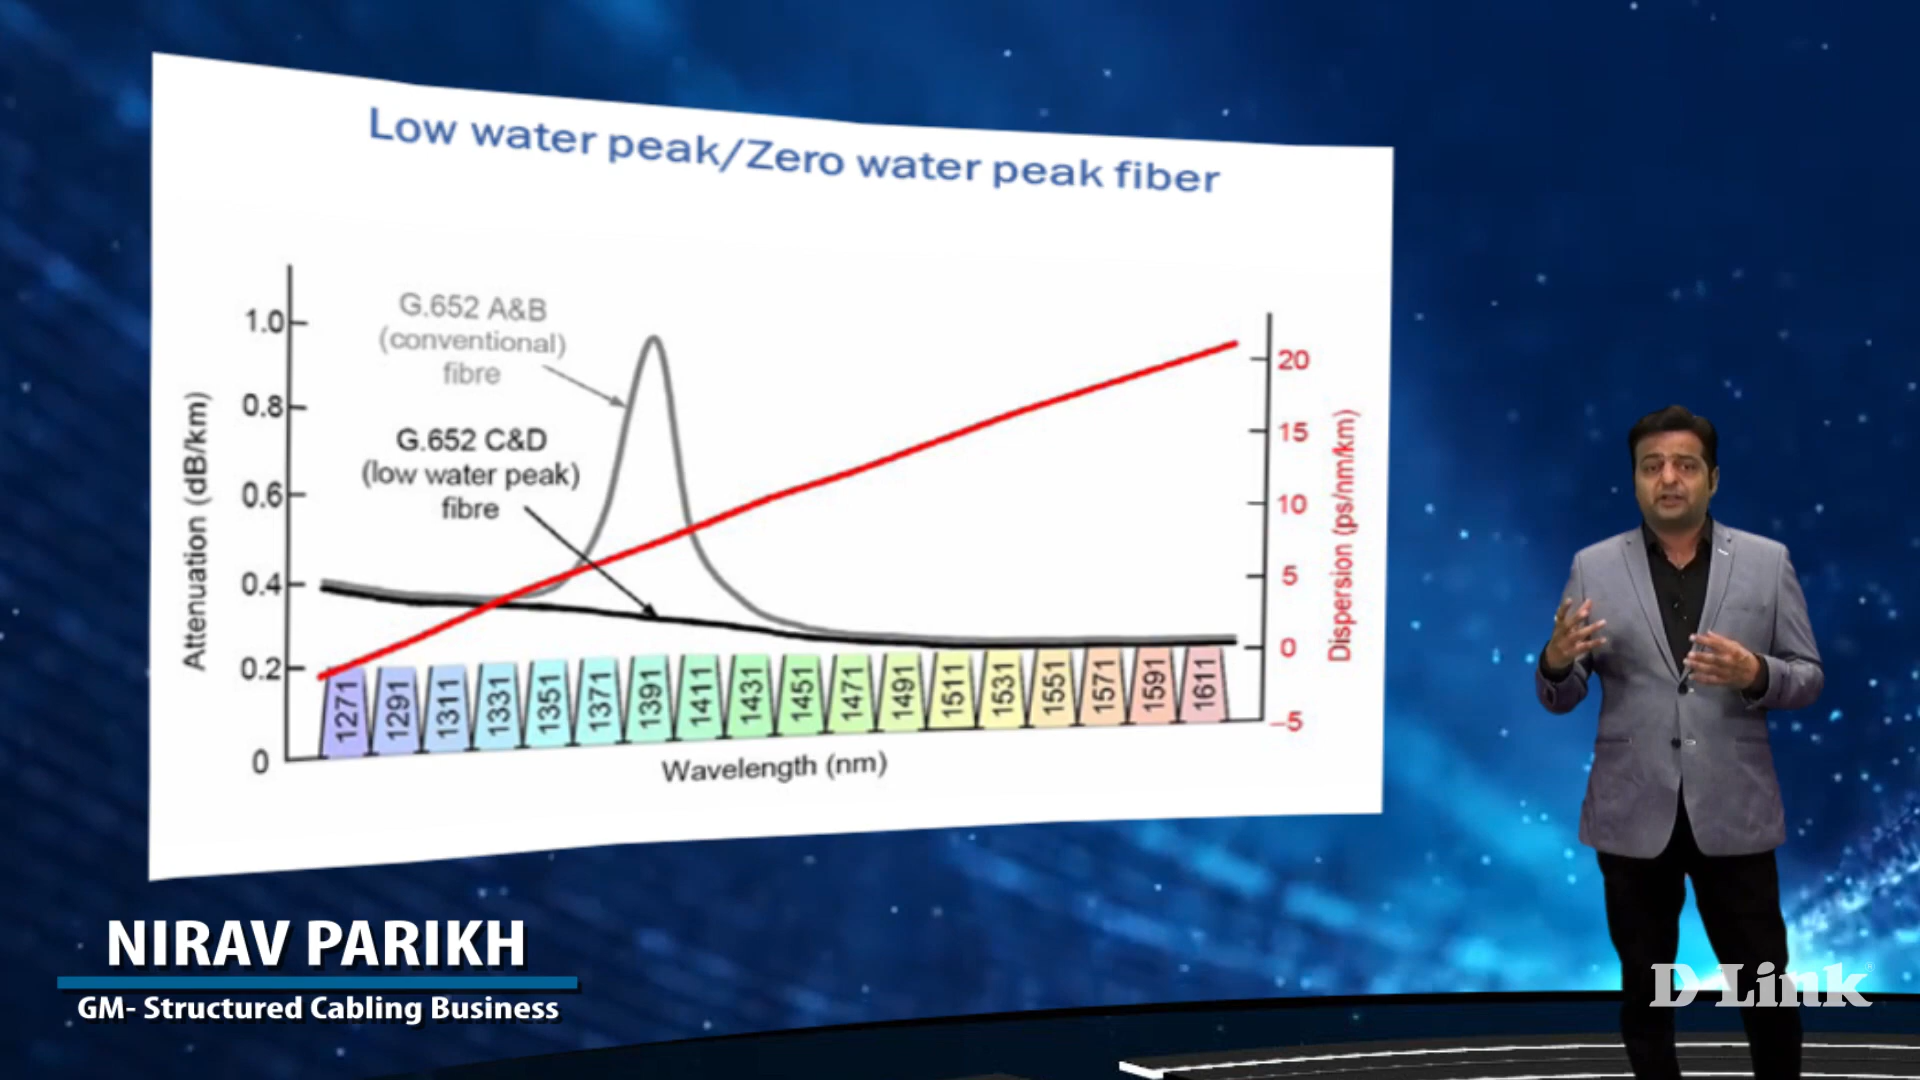 Low water peak/Zero water peak fiber
G.652 A&B
(conventional)
fibre
G.652 C&D
(low water peak)
fibre
Attenuation (dB/km)
1.0
0.8
0.6
0.4
0.2
0
20
15
10
5
0
–5
Dispersion (ps/nm/km)
1271 1291 1311 1331 1351 1371 1391 1411 1431 1451 1471 1491 1511 1531 1551 1571 1591 1611
Wavelength (nm)
NIRAV PARIKH
GM- Structured Cabling Business
D-Link